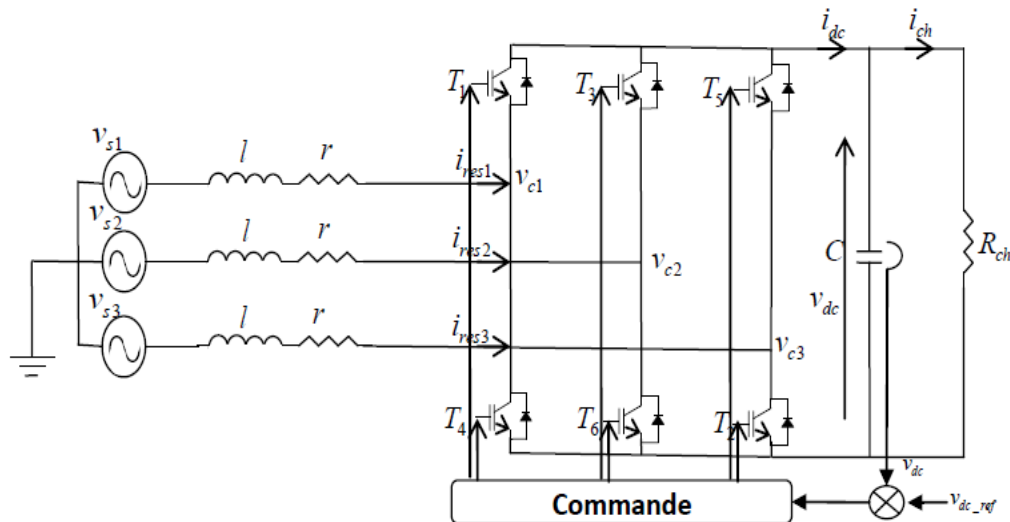 i_dc
i_ch
T_1
T_3
T_5
v_s1
l
r
i_res1
v_c1
v_s2
l
r
i_res2
v_c2
C
R_ch
v_dc
v_s3
l
r
i_res3
v_c3
T_4
T_6
T_2
v_dc
Commande
v_dc_ref